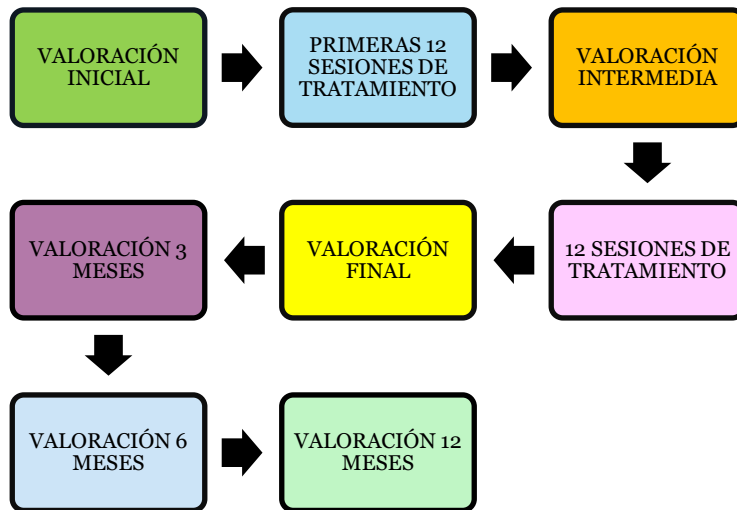 VALORACIÓN
INICIAL
PRIMERAS 12
SESIONES DE
TRATAMIENTO
VALORACIÓN
INTERMEDIA
12 SESIONES DE
TRATAMIENTO
VALORACIÓN
FINAL
VALORACIÓN 3
MESES
VALORACIÓN 6
MESES
VALORACIÓN 12
MESES